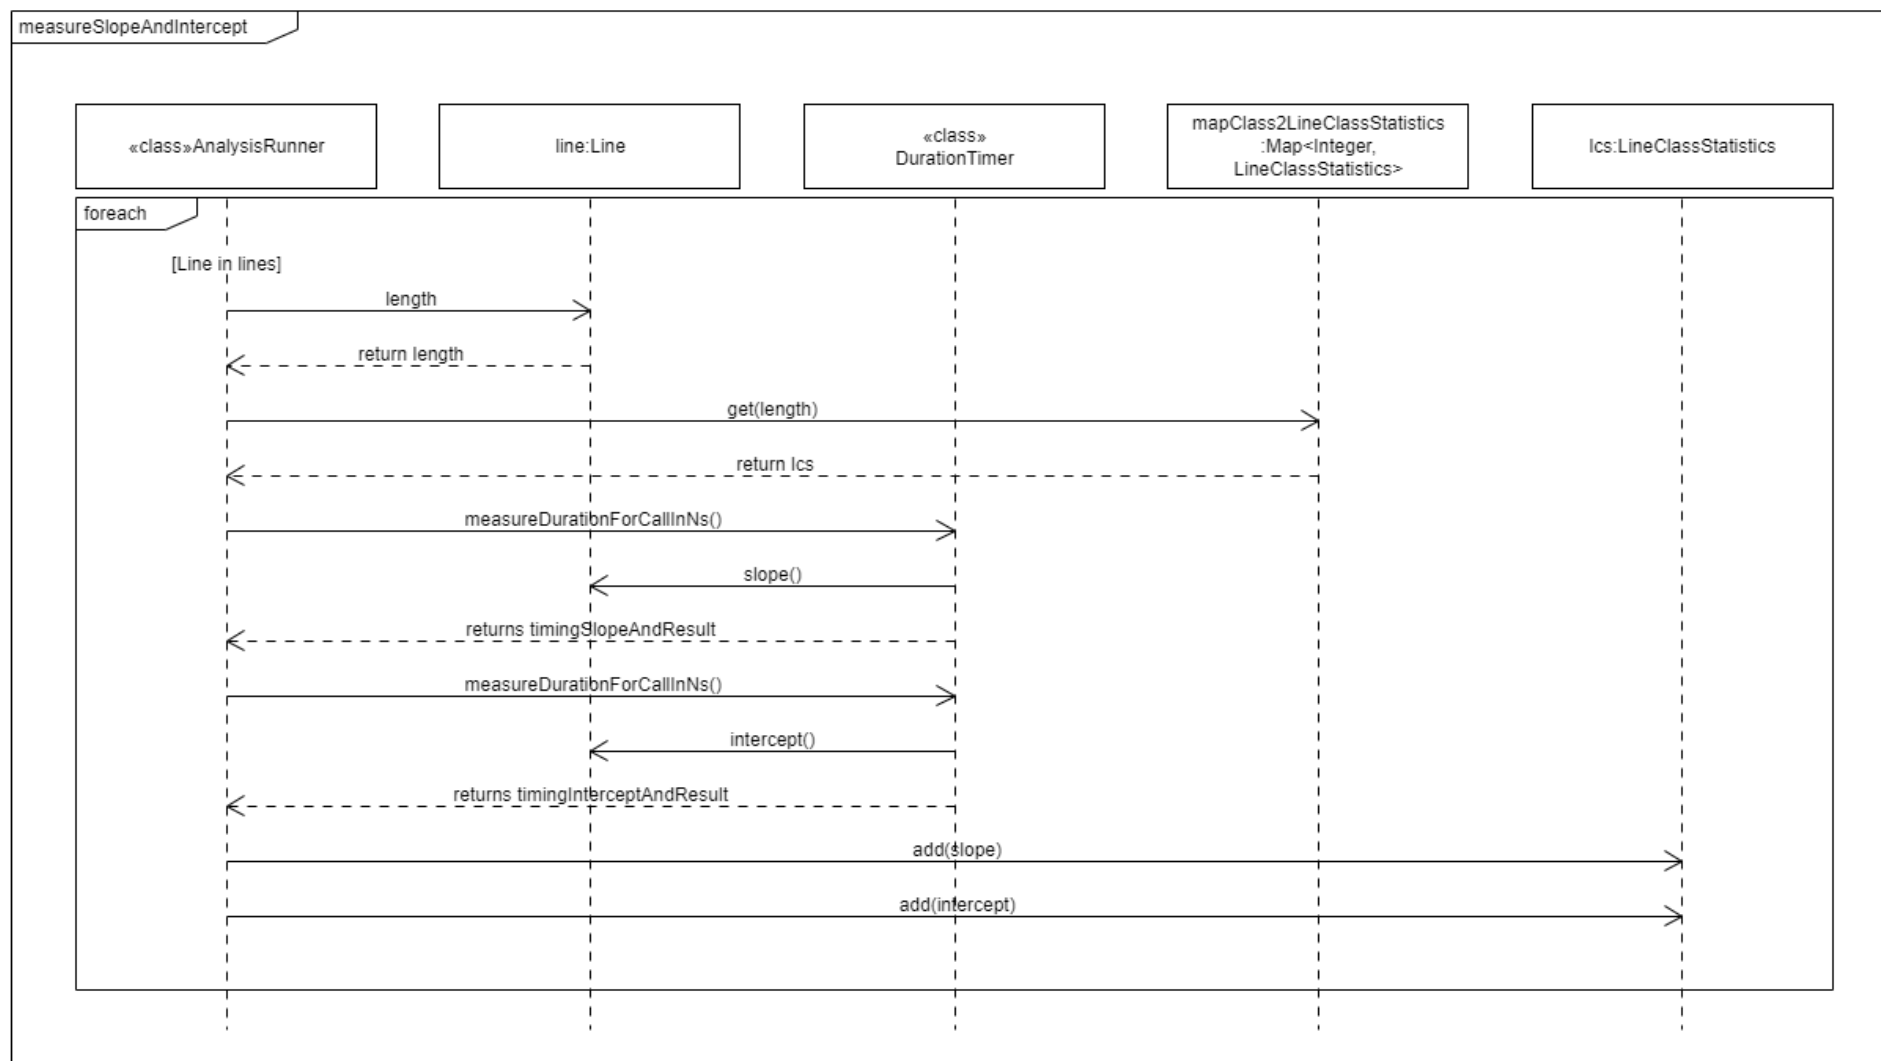 measureSlopeAndIntercept
«class»AnalysisRunner
line:Line
«class»
DurationTimer
mapClass2LineClassStatistics
:Map<Integer,
LineClassStatistics>
lcs:LineClassStatistics
foreach
[Line in lines]
length
return length
get(length)
return lcs
measureDurationForCallInNs()
slope()
returns timingSlopeAndResult
measureDurationForCallInNs()
intercept()
returns timingInterceptAndResult
add(slope)
add(intercept)